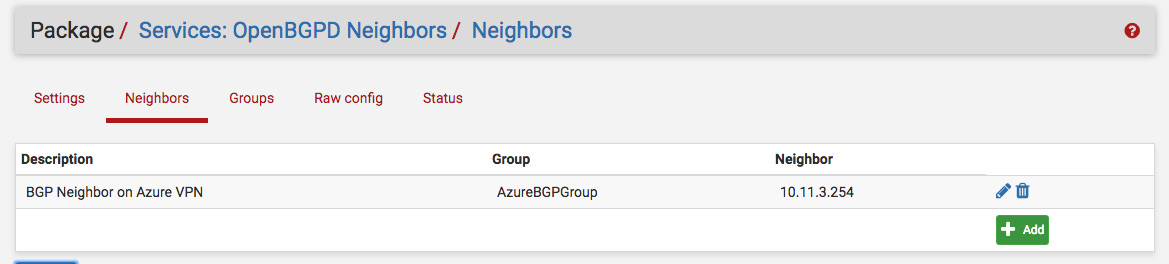 Package / Services: OpenBGPD Neighbors / Neighbors
Settings Neighbors Groups Raw config Status
Description Group Neighbor
BGP Neighbor on Azure VPN AzureBGPGroup 10.11.3.254
Add